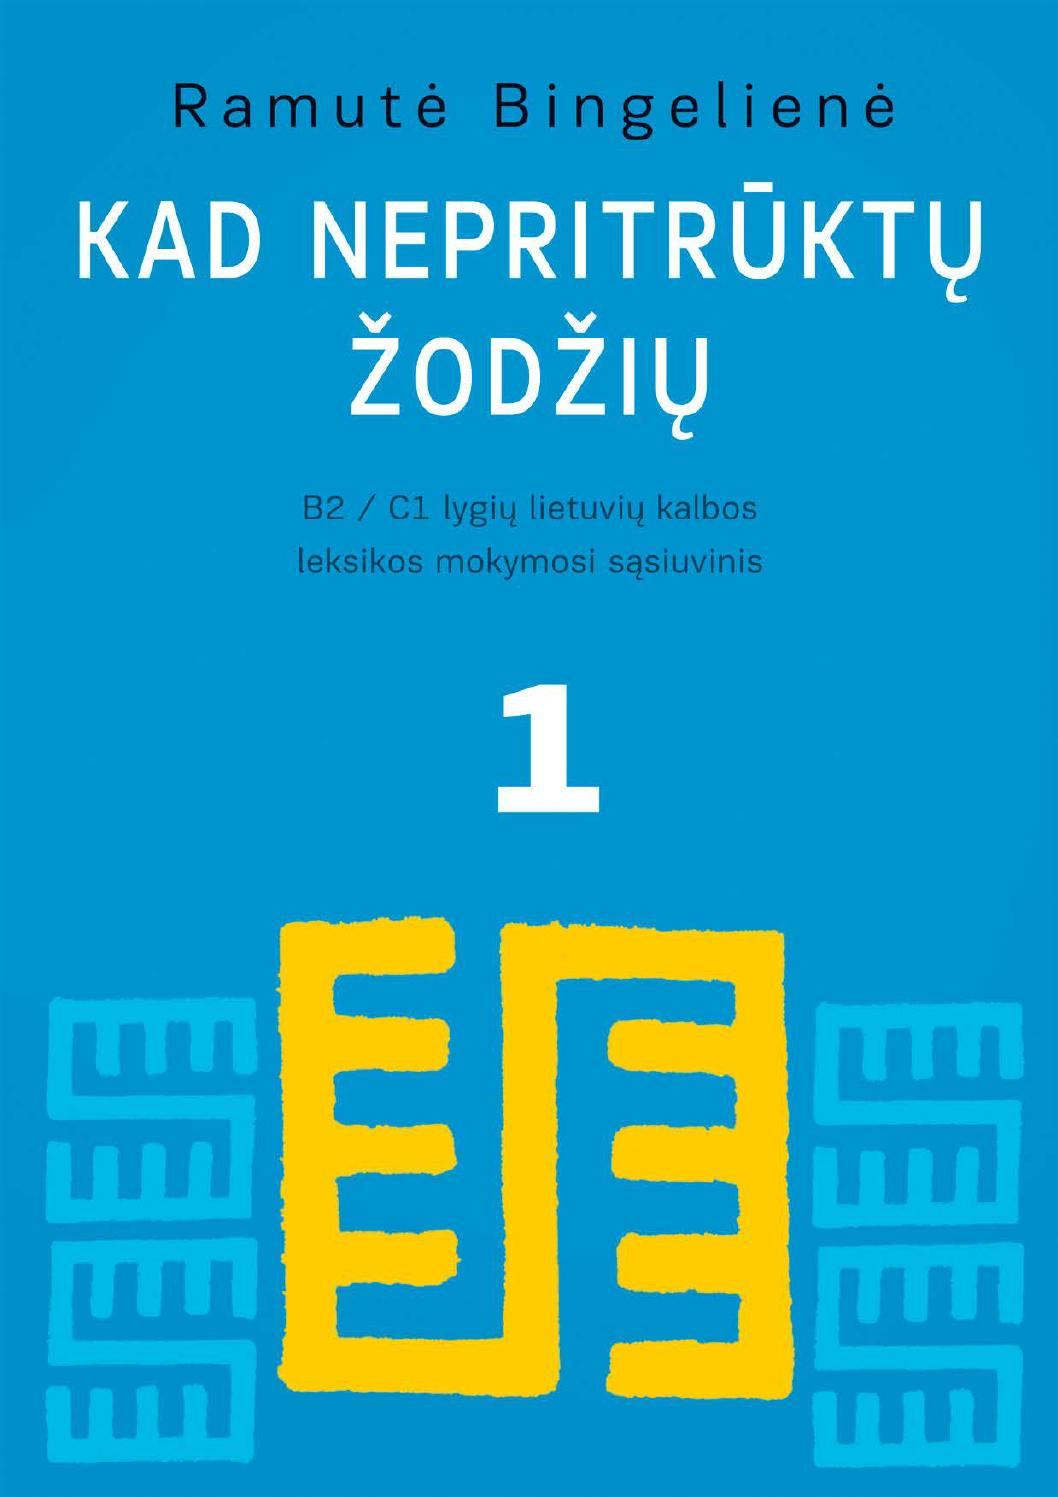 Ramutė Bingelienė
KAD NEPRITRŪKTŲ
ŽODŽIŲ
B2 / C1 lygių lietuvių kalbos
leksikos mokymosi sąsiuvinis
1